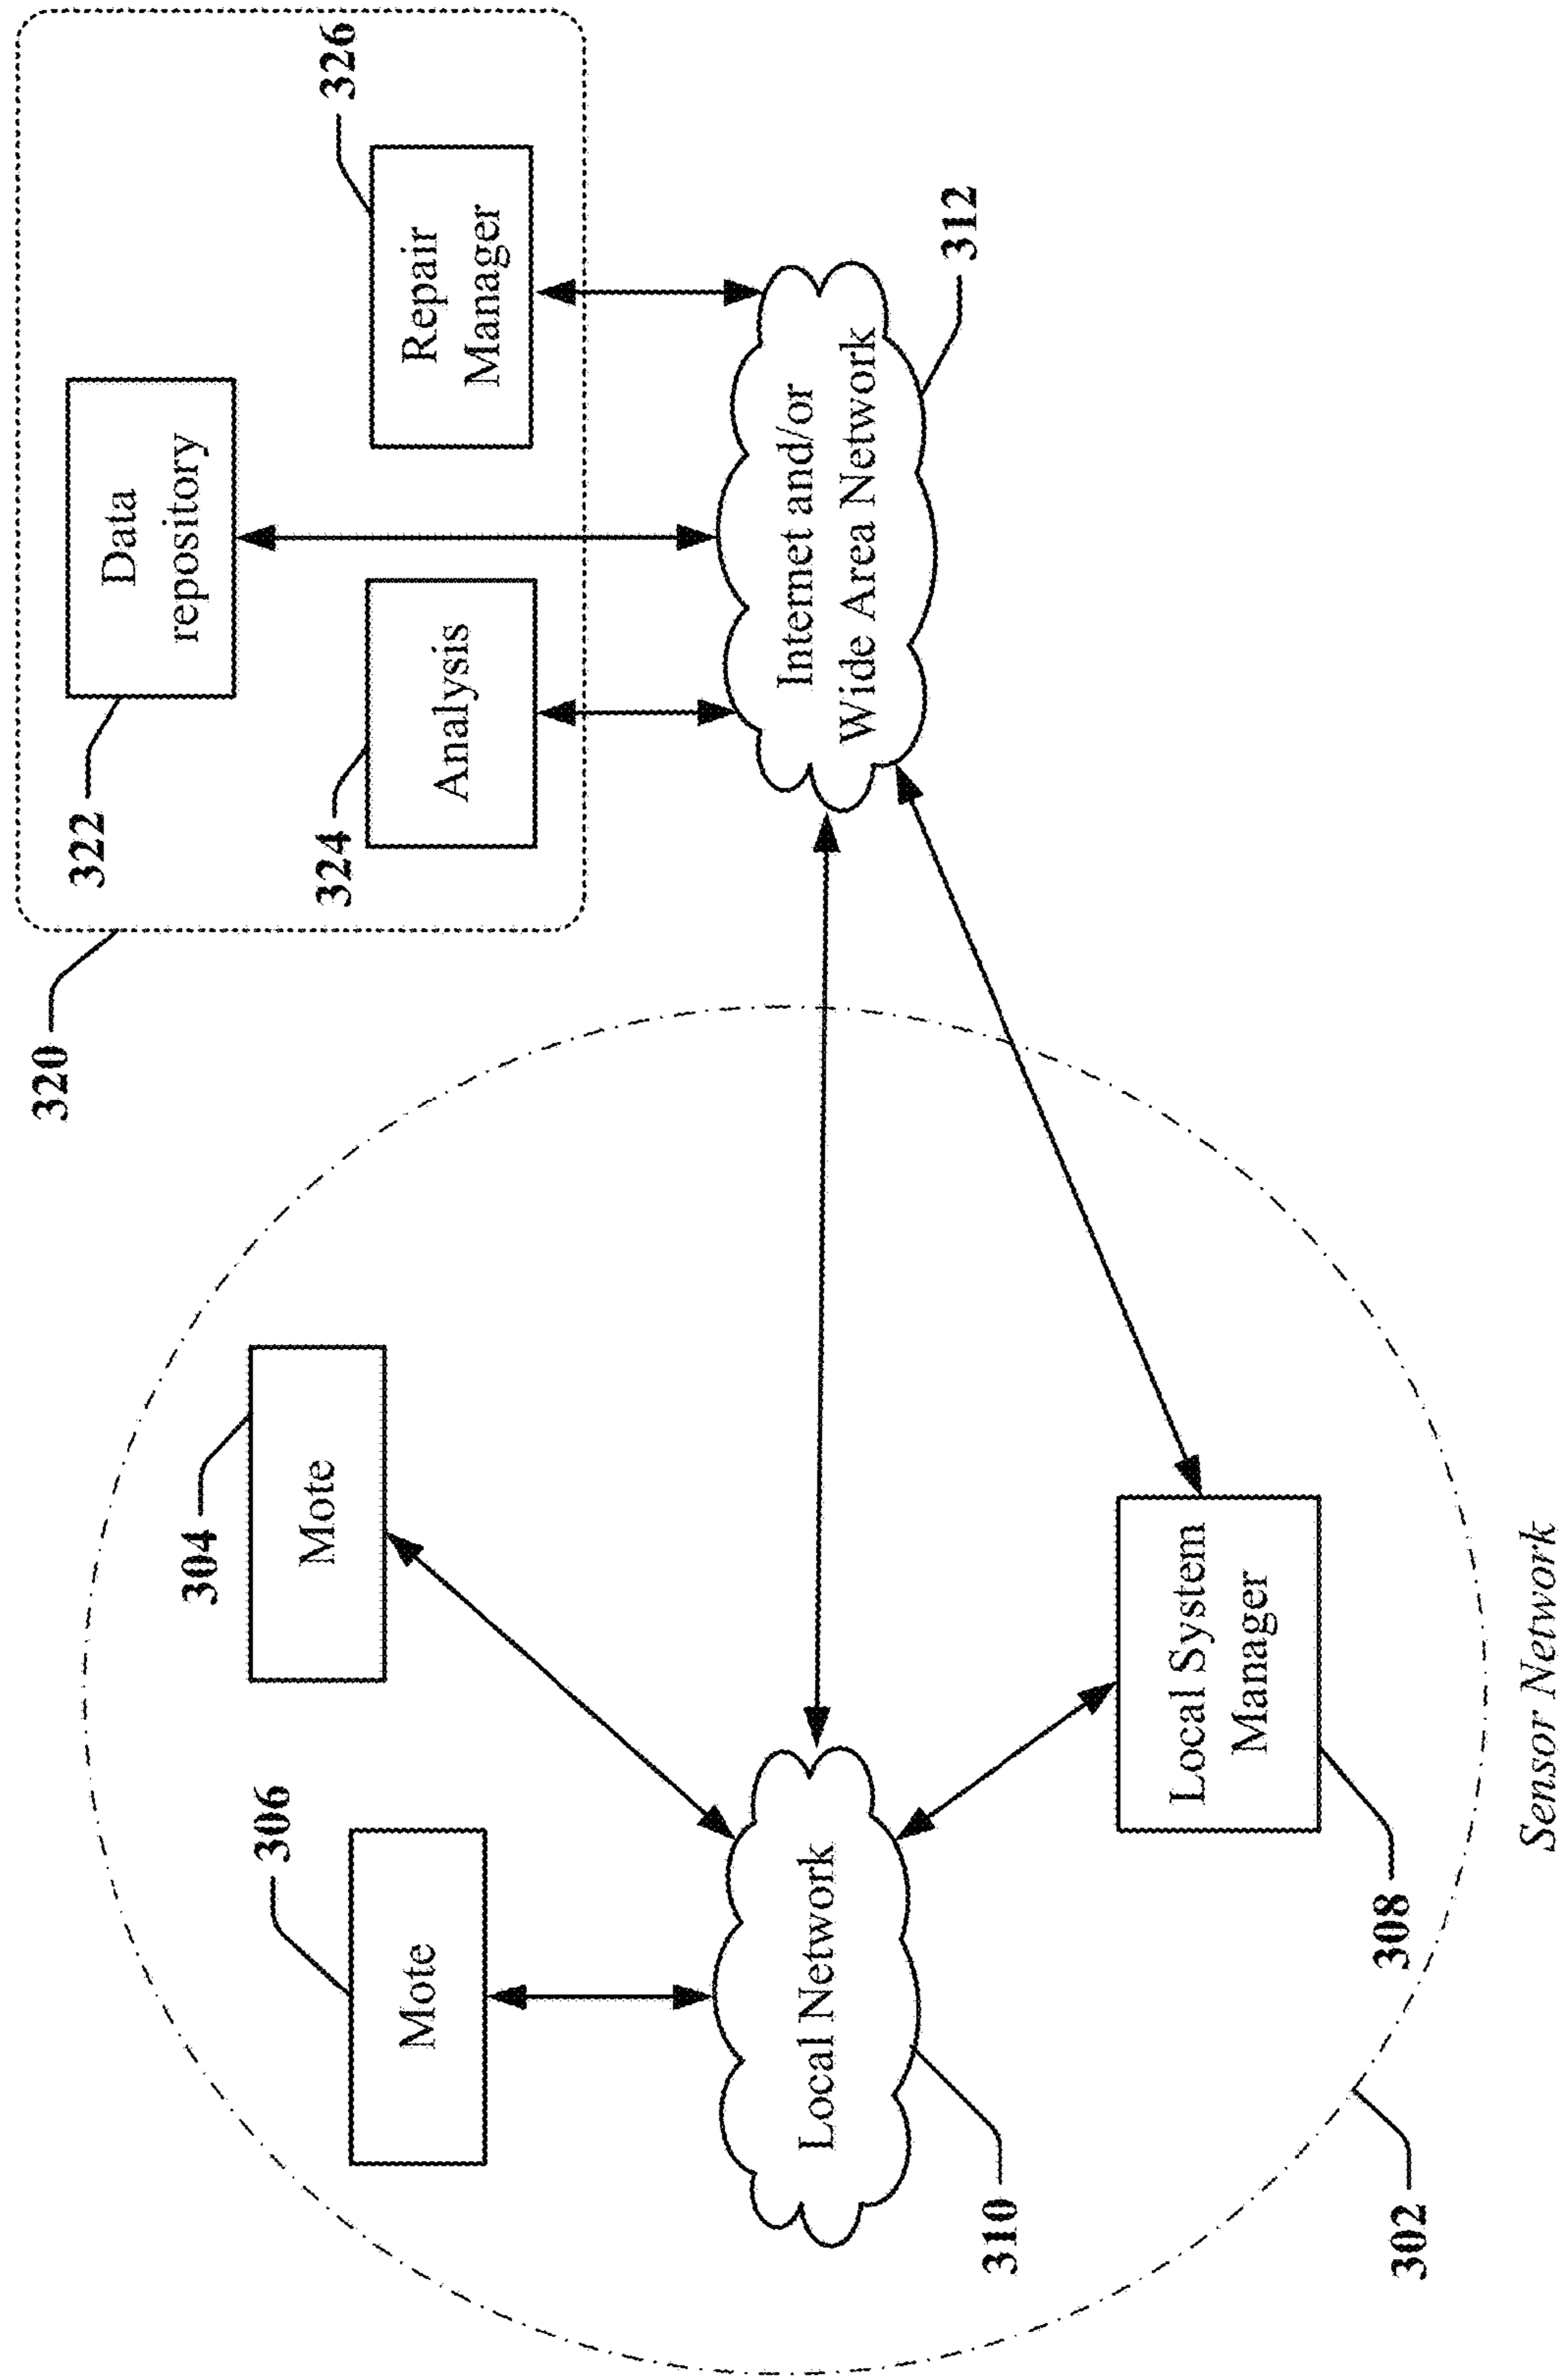 320
322
Data
repository
326
324
Analysis
Repair
Manager
304
Mote
306
Mote
Internet and/or
Wide Area Network
312
Local Network
310
Local System
Manager
308
302
Sensor Network